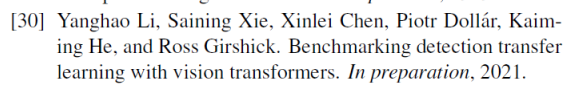 [30] Yanghao Li, Saining Xie, Xinlei Chen, Piotr Dollár, Kaim-
ing He, and Ross Girshick. Benchmarking detection transfer
learning with vision transformers. In preparation, 2021.